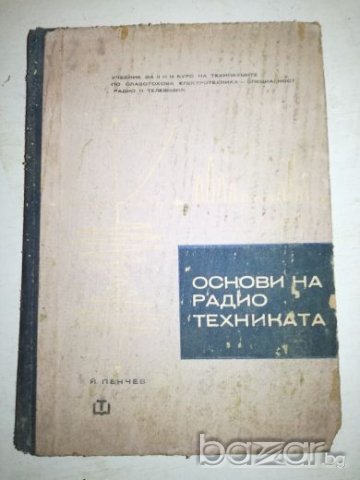 УЧЕБНИК ЗА II И III КУРС НА ТЕХНИКУМИТЕ
ПО СЛАБОТОКОВА ЕЛЕКТРОТЕХНИКА – СПЕЦИАЛНОСТ
РАДИО И ТЕЛЕВИЗИЯ
ОСНОВИ НА
РАДИО
ТЕХНИКАТА
Й. ПЕНЧЕВ
Т
bazar.бг